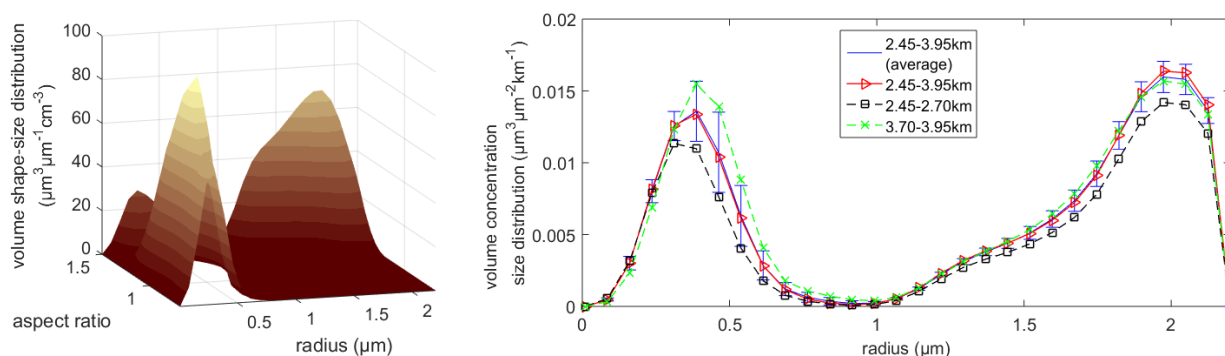 volume shape-size distribution
(µm³µm⁻¹cm⁻³)
100
80
60
40
20
0
1.5
1
aspect ratio
0.5
1
1.5
2
radius (µm)
volume concentration
size distribution (µm³µm⁻²km⁻¹)
0.02
0.015
0.01
0.005
0
0
0.5
1
1.5
2
radius (µm)
2.45-3.95km
(average)
2.45-3.95km
2.45-2.70km
3.70-3.95km